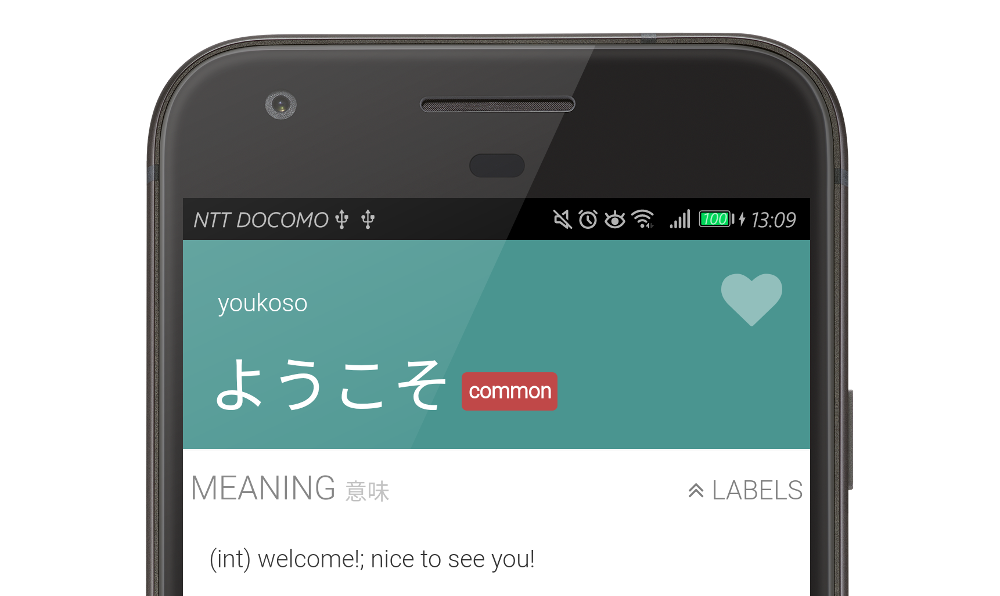 NTT DOCOMO 100 13:09
youkoso
ようこそ common
MEANING 意味 LABELS
(int) welcome!; nice to see you!